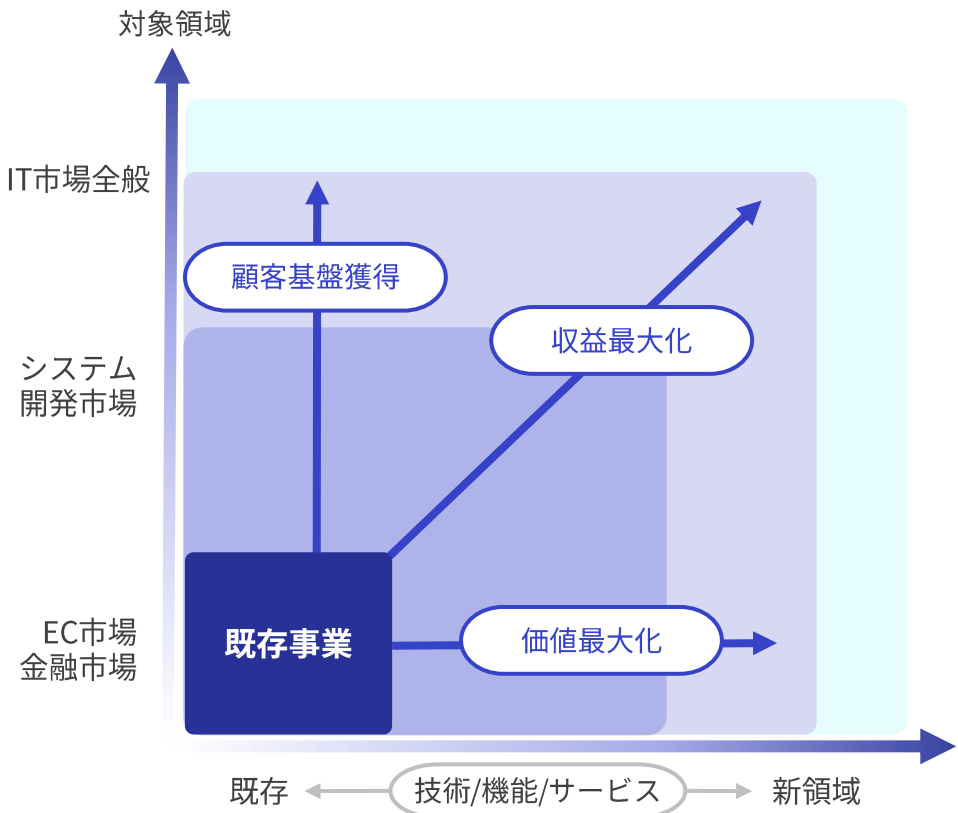 対象領域
IT市場全般
顧客基盤獲得
収益最大化
システム
開発市場
EC市場
金融市場
既存事業
価値最大化
既存
技術/機能/サービス
新領域